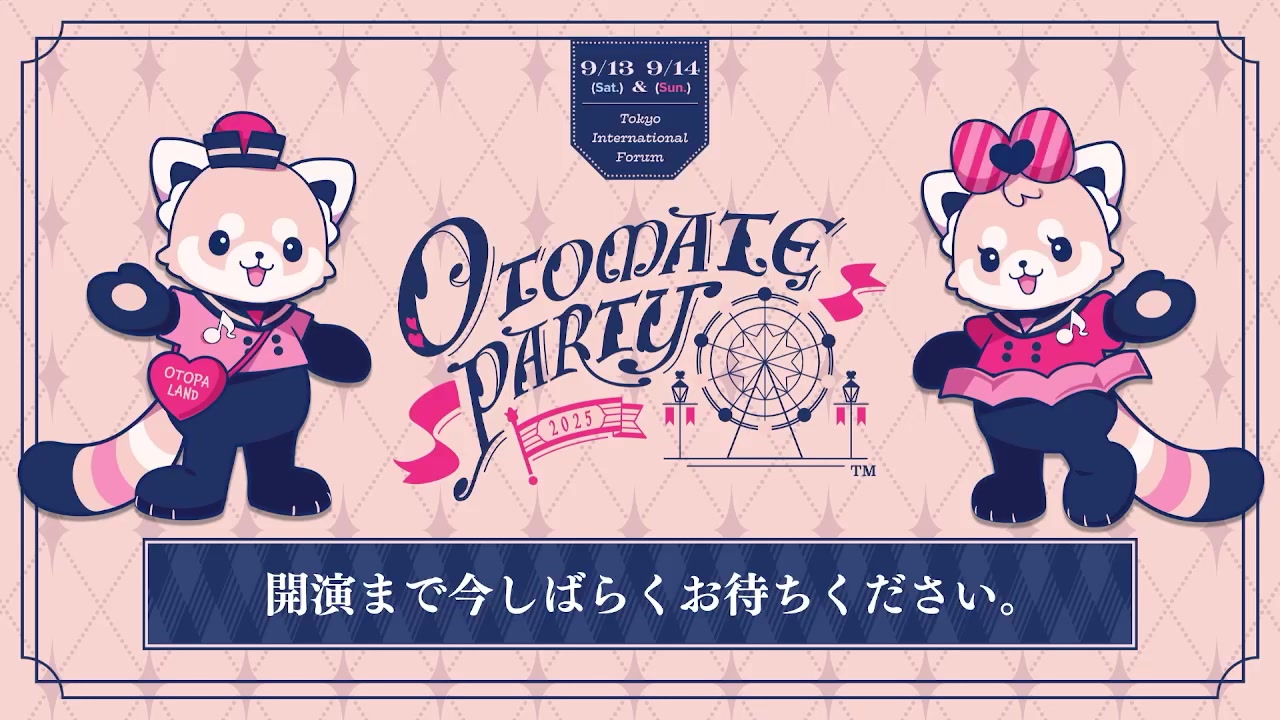 9/13 9/14
(Sat.) & (Sun.)
Tokyo
International
Forum
OTOMATE
PARTY
2025
TM
OTOPA
LAND
開演まで今しばらくお待ちください。